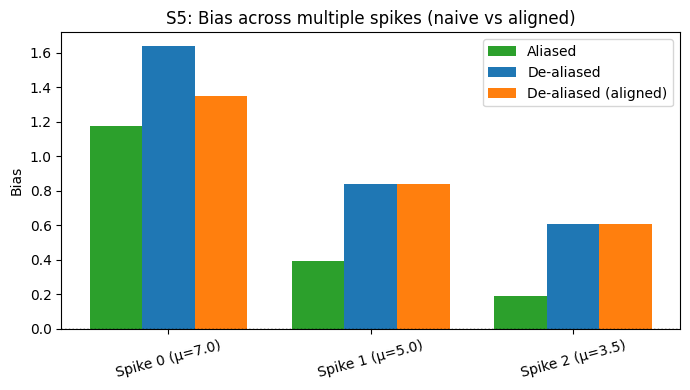 S5: Bias across multiple spikes (naive vs aligned)
Aliased
De-aliased
De-aliased (aligned)
Bias
1.6
1.4
1.2
1.0
0.8
0.6
0.4
0.2
0.0
Spike 0 (μ=7.0)
Spike 1 (μ=5.0)
Spike 2 (μ=3.5)